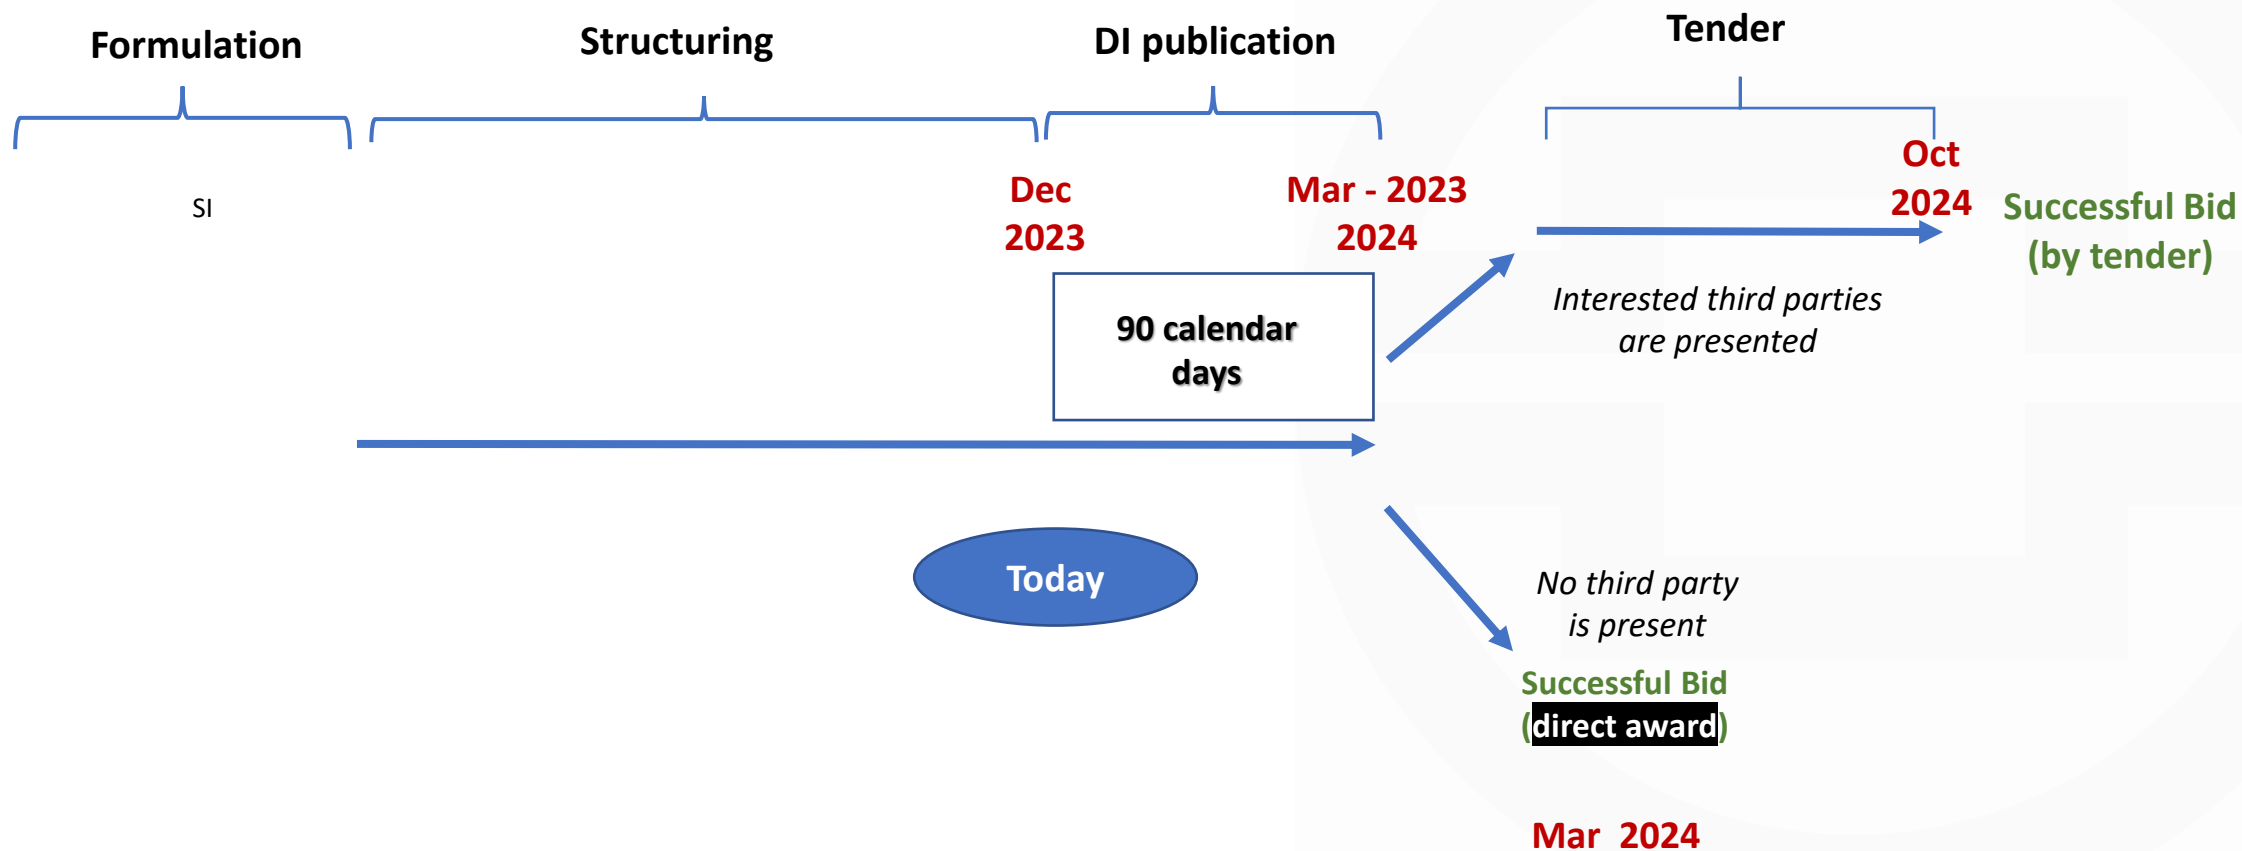 Formulation
Structuring
DI publication
Tender
SI
Dec
2023
Mar - 2023
2024
Oct
2024
Successful Bid
(by tender)
90 calendar
days
Interested third parties
are presented
Today
No third party
is present
Successful Bid
(direct award)
Mar 2024